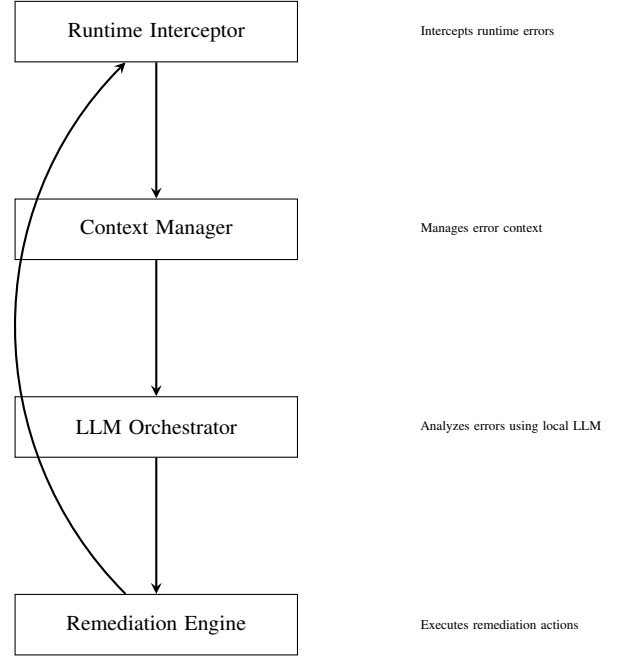 Runtime Interceptor
Intercepts runtime errors
Context Manager
Manages error context
LLM Orchestrator
Analyzes errors using local LLM
Remediation Engine
Executes remediation actions